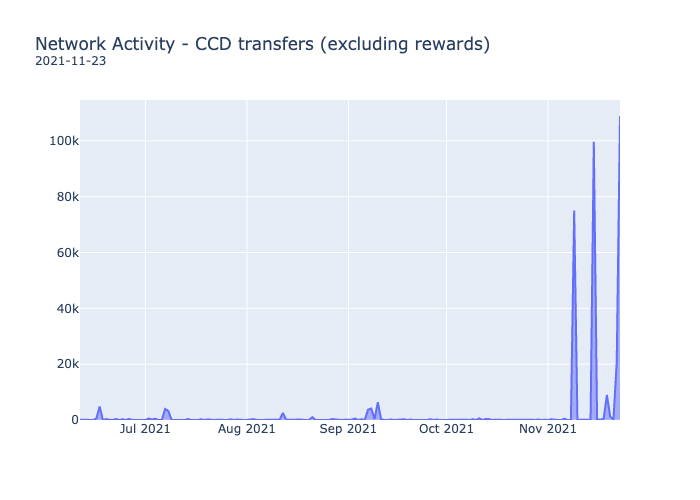 Network Activity - CCD transfers (excluding rewards)
2021-11-23
100k
80k
60k
40k
20k
0
Jul 2021
Aug 2021
Sep 2021
Oct 2021
Nov 2021